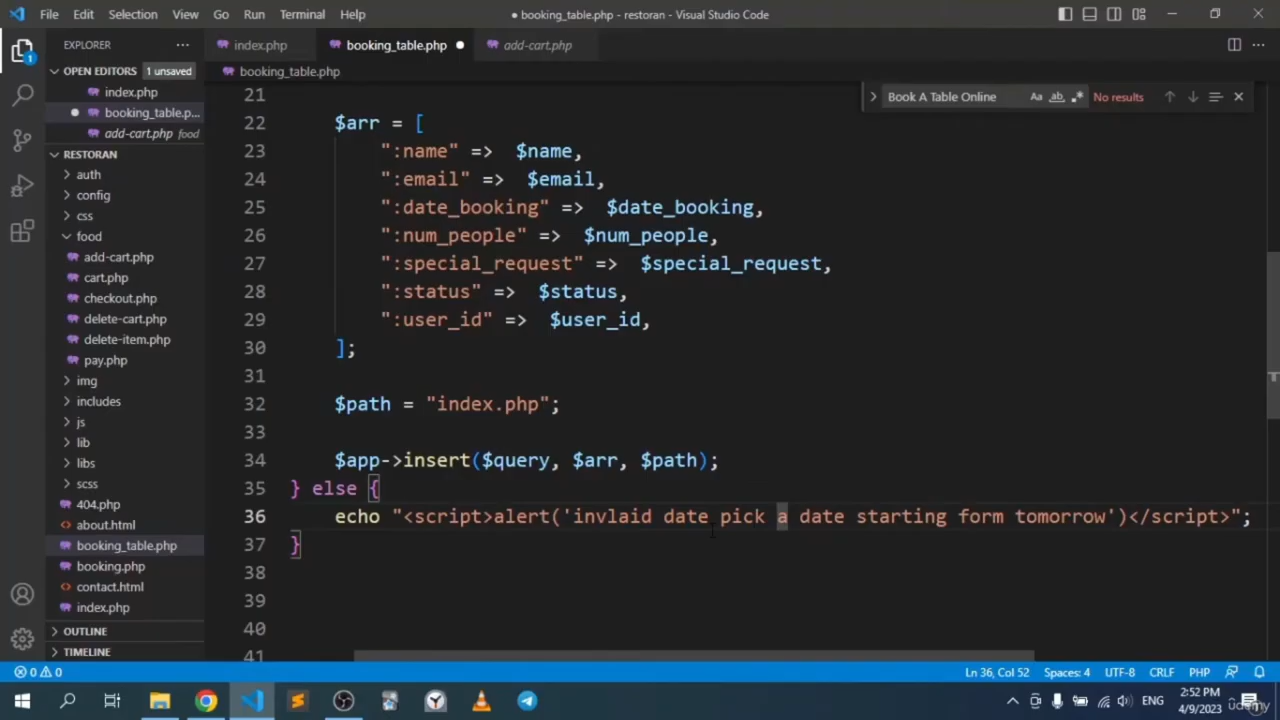 File Edit Selection View Go Run Terminal Help
● booking_table.php - restoran - Visual Studio Code
EXPLORER
index.php
booking_table.php
add-cart.php
OPEN EDITORS 1 unsaved
index.php
booking_table.p...
add-cart.php food
RESTORAN
auth
config
css
food
add-cart.php
cart.php
checkout.php
delete-cart.php
delete-item.php
pay.php
img
includes
js
lib
libs
scss
404.php
about.html
booking_table.php
booking.php
contact.html
index.php
OUTLINE
TIMELINE
booking_table.php
Book A Table Online Aa ab .* No results
21
22 $arr = [
23 ":name" => $name,
24 ":email" => $email,
25 ":date_booking" => $date_booking,
26 ":num_people" => $num_people,
27 ":special_request" => $special_request,
28 ":status" => $status,
29 ":user_id" => $user_id,
30 ];
31
32 $path = "index.php";
33
34 $app->insert($query, $arr, $path);
35 } else {
36 echo "<script>alert('invlaid date pick a date starting form tomorrow')</script>";
37 }
38
39
40
41
0 0 Ln 36, Col 52 Spaces: 4 UTF-8 CRLF PHP
1
ENG
2:52 PM
4/9/2023
udemy